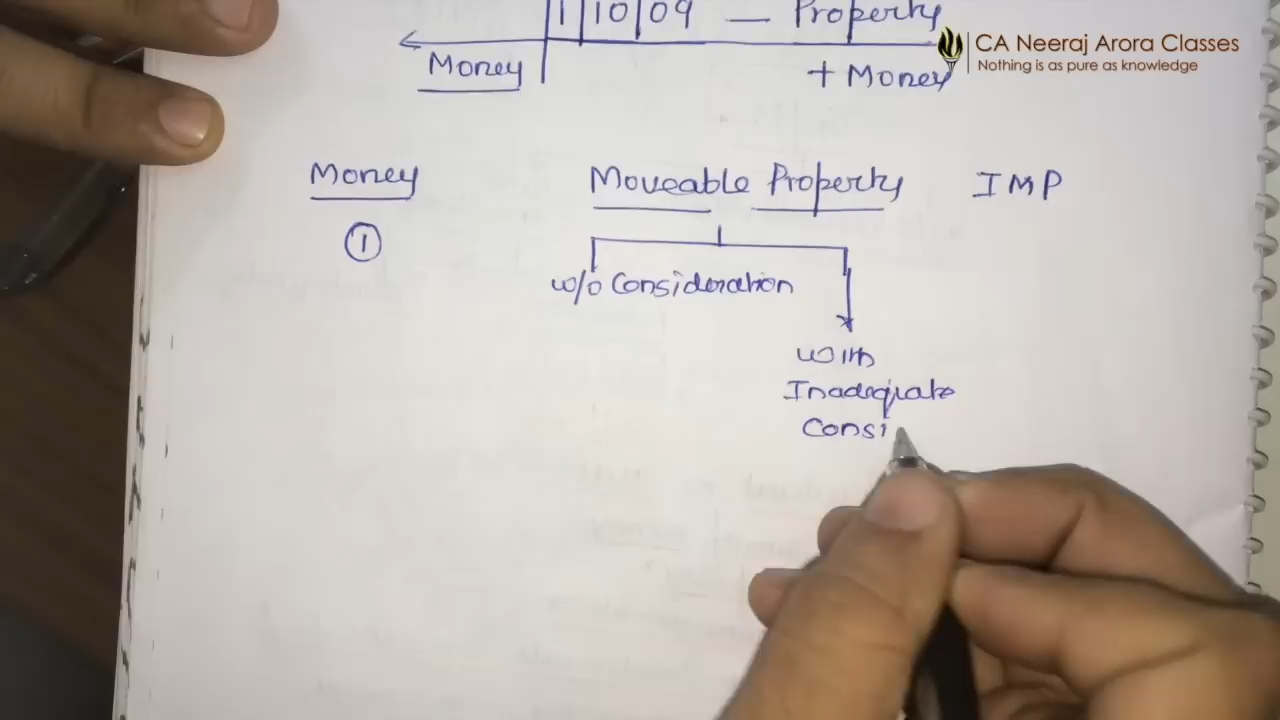 1|10|09 — Property
CA Neeraj Arora Classes
Nothing is as pure as knowledge
Money
+ Money
Money
Moveable Property
IMP
1
w/o Consideration
with
Inadequate
Consi